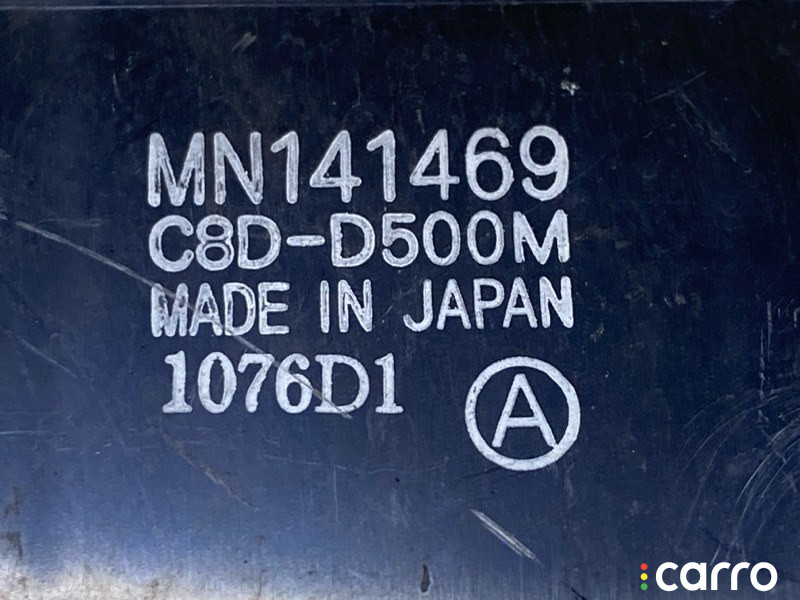 MN141469
C8D-D500M
MADE IN JAPAN
1076D1
A
carro